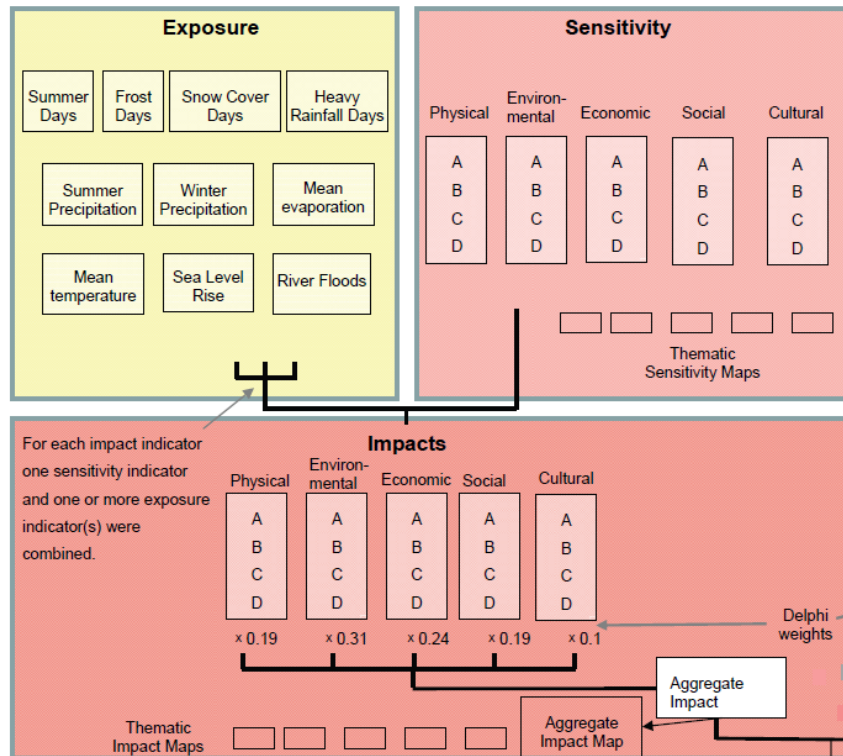 Exposure
Summer
Days
Frost
Days
Snow Cover
Days
Heavy
Rainfall Days
Summer
Precipitation
Winter
Precipitation
Mean
evaporation
Mean
temperature
Sea Level
Rise
River Floods
Sensitivity
Physical
Environ-
mental
Economic
Social
Cultural
A
B
C
D
A
B
C
D
A
B
C
D
A
B
C
D
A
B
C
D
Thematic
Sensitivity Maps
For each impact indicator
one sensitivity indicator
and one or more exposure
indicator(s) were
combined.
Impacts
Physical
Environ-
mental
Economic
Social
Cultural
A
B
C
D
A
B
C
D
A
B
C
D
A
B
C
D
A
B
C
D
x 0.19
x 0.31
x 0.24
x 0.19
x 0.1
Delphi
weights
Aggregate
Impact
Thematic
Impact Maps
Aggregate
Impact Map